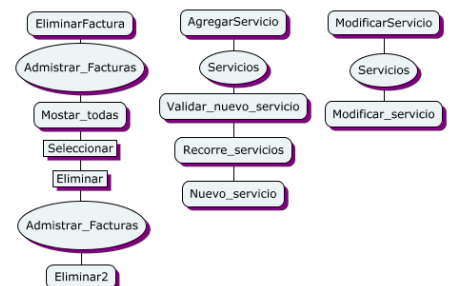 EliminarFactura
Admistrar_Facturas
Mostar_todas
Seleccionar
Eliminar
Admistrar_Facturas
Eliminar2
AgregarServicio
Servicios
Validar_nuevo_servicio
Recorre_servicios
Nuevo_servicio
ModificarServicio
Servicios
Modificar_servicio